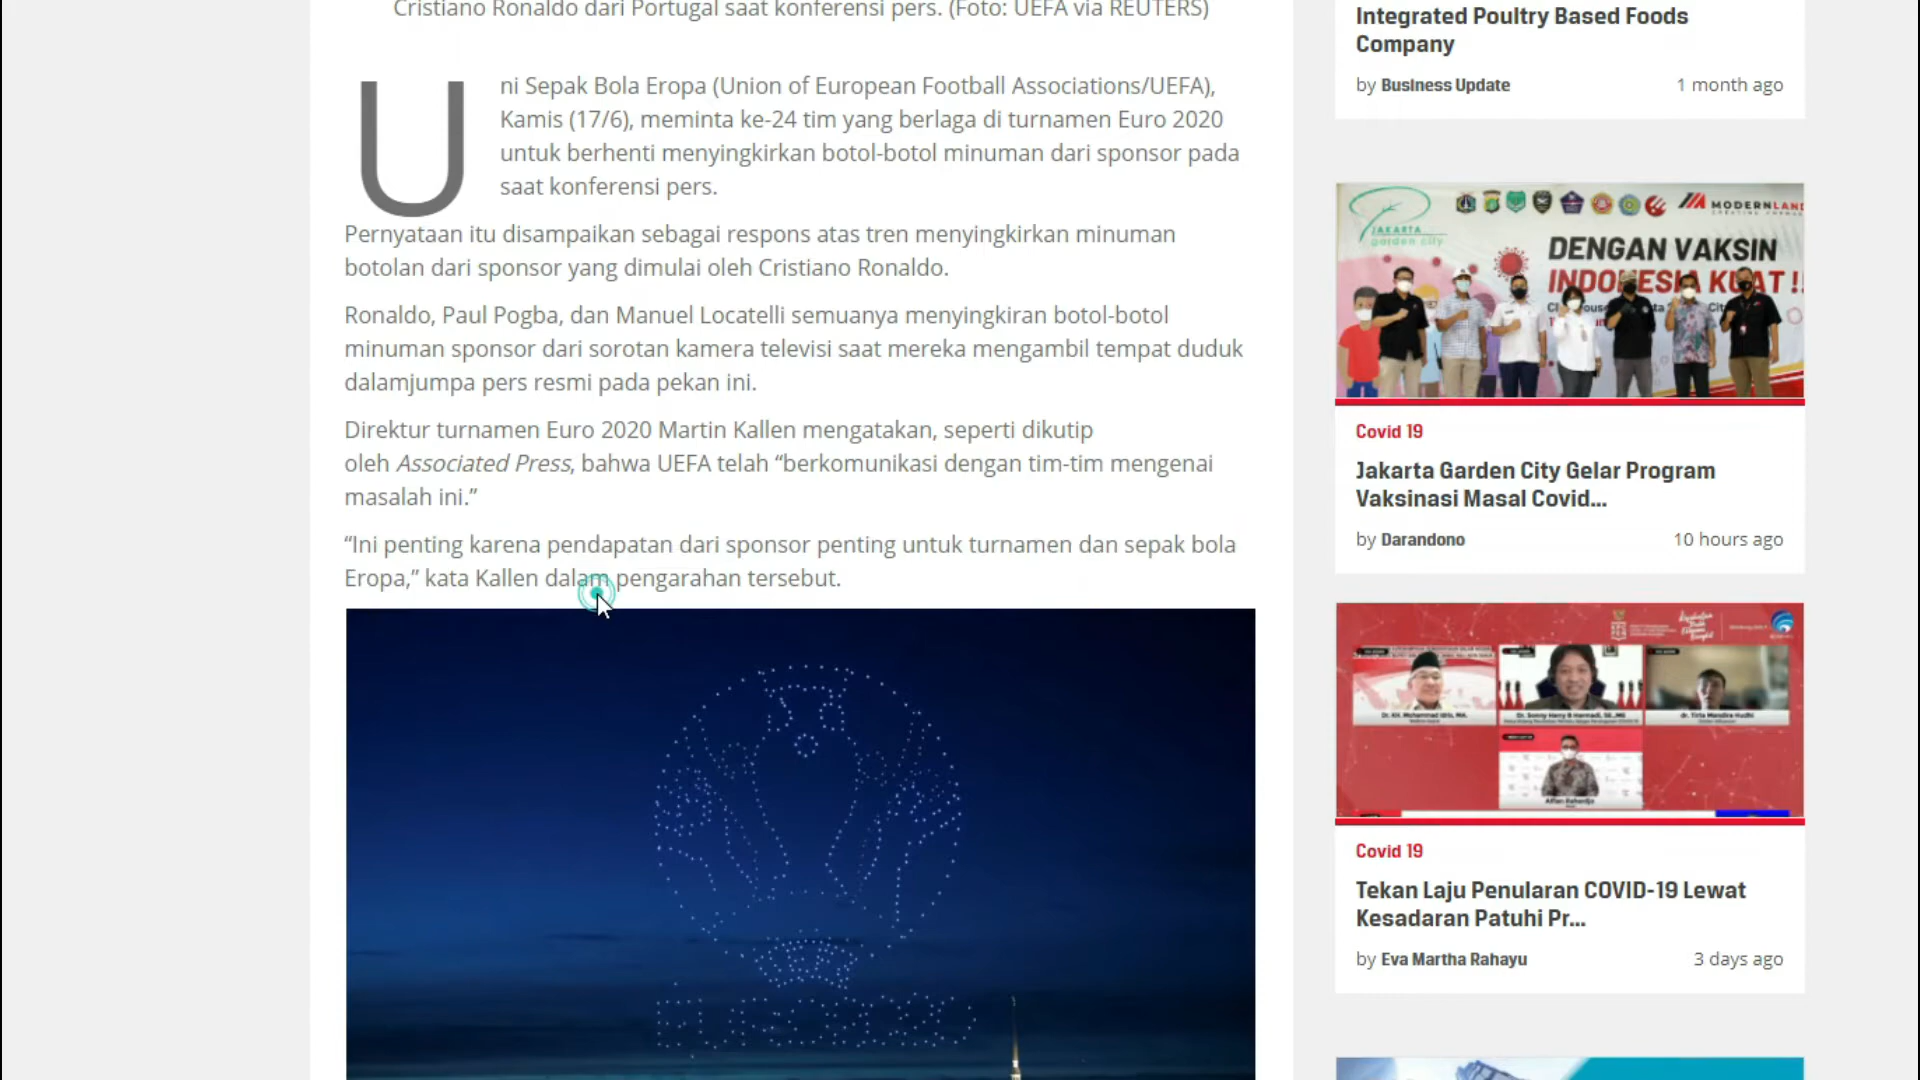 Cristiano Ronaldo dari Portugal saat konferensi pers. (Foto: UEFA via REUTERS)
Uni Sepak Bola Eropa (Union of European Football Associations/UEFA),
Kamis (17/6), meminta ke-24 tim yang berlaga di turnamen Euro 2020
untuk berhenti menyingkirkan botol-botol minuman dari sponsor pada
saat konferensi pers.
Pernyataan itu disampaikan sebagai respons atas tren menyingkirkan minuman
botolan dari sponsor yang dimulai oleh Cristiano Ronaldo.
Ronaldo, Paul Pogba, dan Manuel Locatelli semuanya menyingkiran botol-botol
minuman sponsor dari sorotan kamera televisi saat mereka mengambil tempat duduk
dalamjumpa pers resmi pada pekan ini.
Direktur turnamen Euro 2020 Martin Kallen mengatakan, seperti dikutip
oleh Associated Press, bahwa UEFA telah “berkomunikasi dengan tim-tim mengenai
masalah ini.”
“Ini penting karena pendapatan dari sponsor penting untuk turnamen dan sepak bola
Eropa,” kata Kallen dalam pengarahan tersebut.
Integrated Poultry Based Foods
Company
by Business Update 1 month ago
JAKARTA
garden city
MODERNLAND
DENGAN VAKSIN
INDONESIA KUAT !!
Covid 19
Jakarta Garden City Gelar Program
Vaksinasi Masal Covid...
by Darandono 10 hours ago
Covid 19
Tekan Laju Penularan COVID-19 Lewat
Kesadaran Patuhi Pr...
by Eva Martha Rahayu 3 days ago